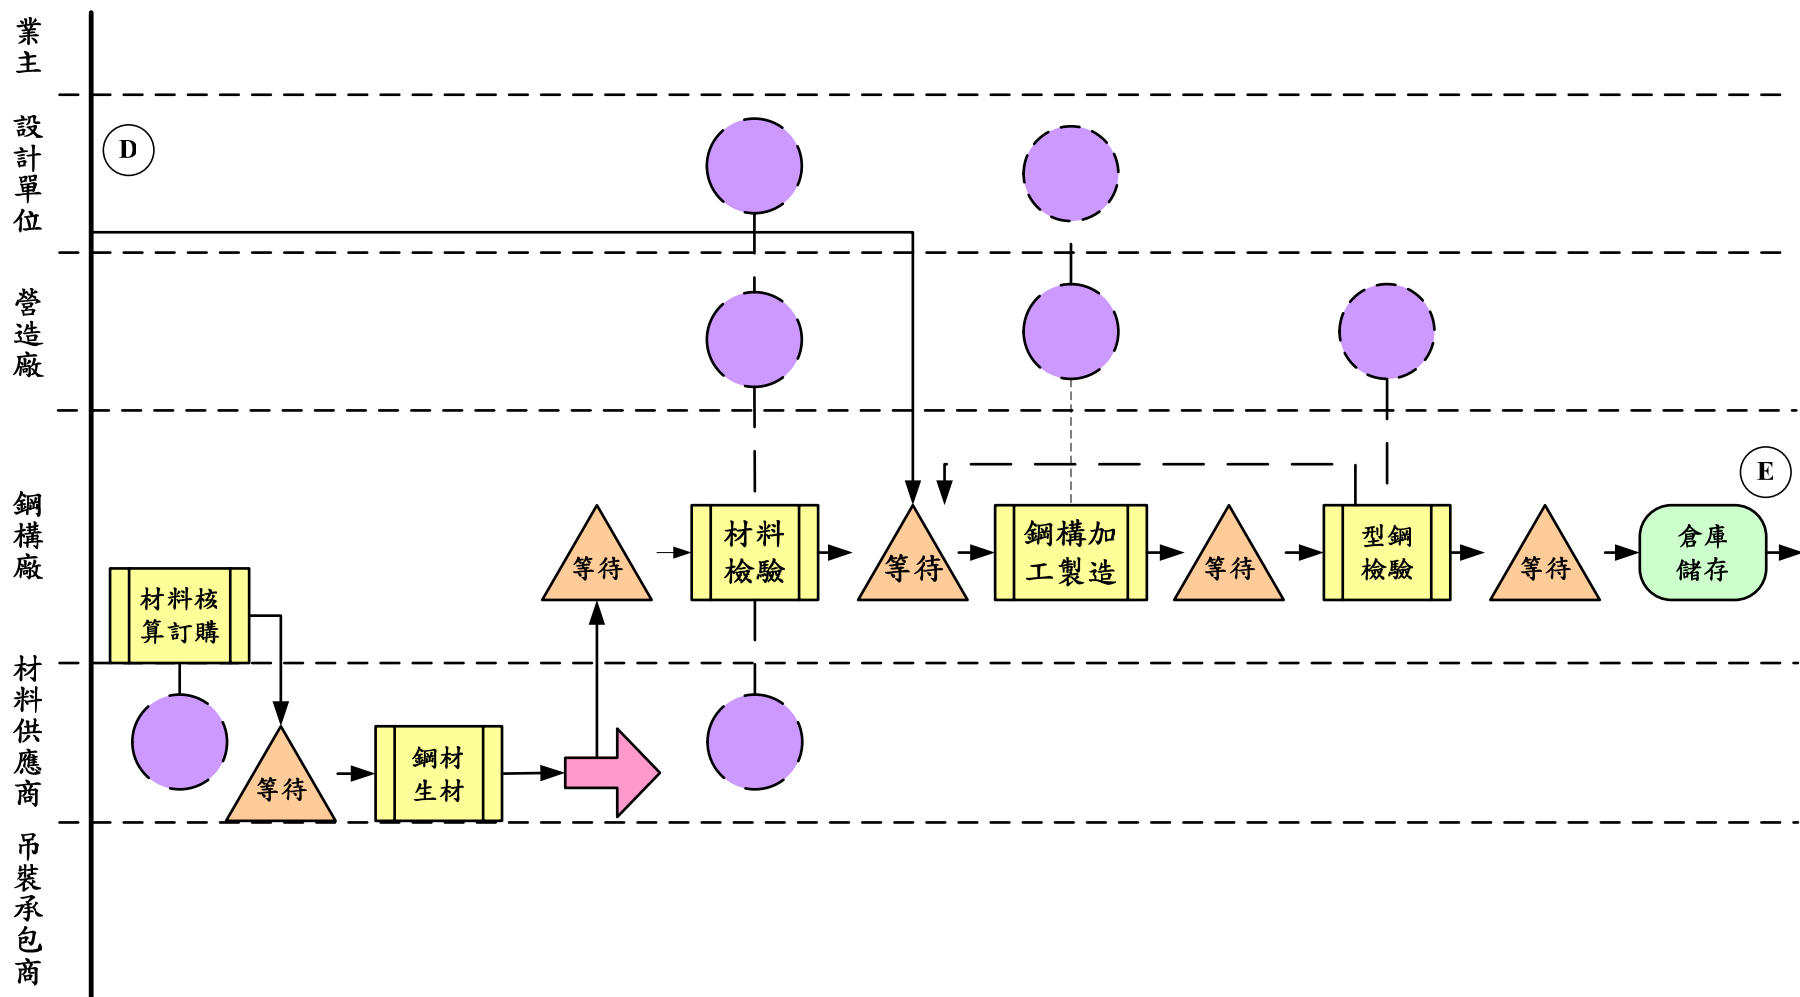 業主
設計單位
D
營造廠
鋼構廠
E
材料
檢驗
等待
鋼構加
工製造
等待
型鋼
檢驗
等待
倉庫
儲存
等待
材料核
算訂購
材料供應商
等待
鋼材
生材
吊裝承包商